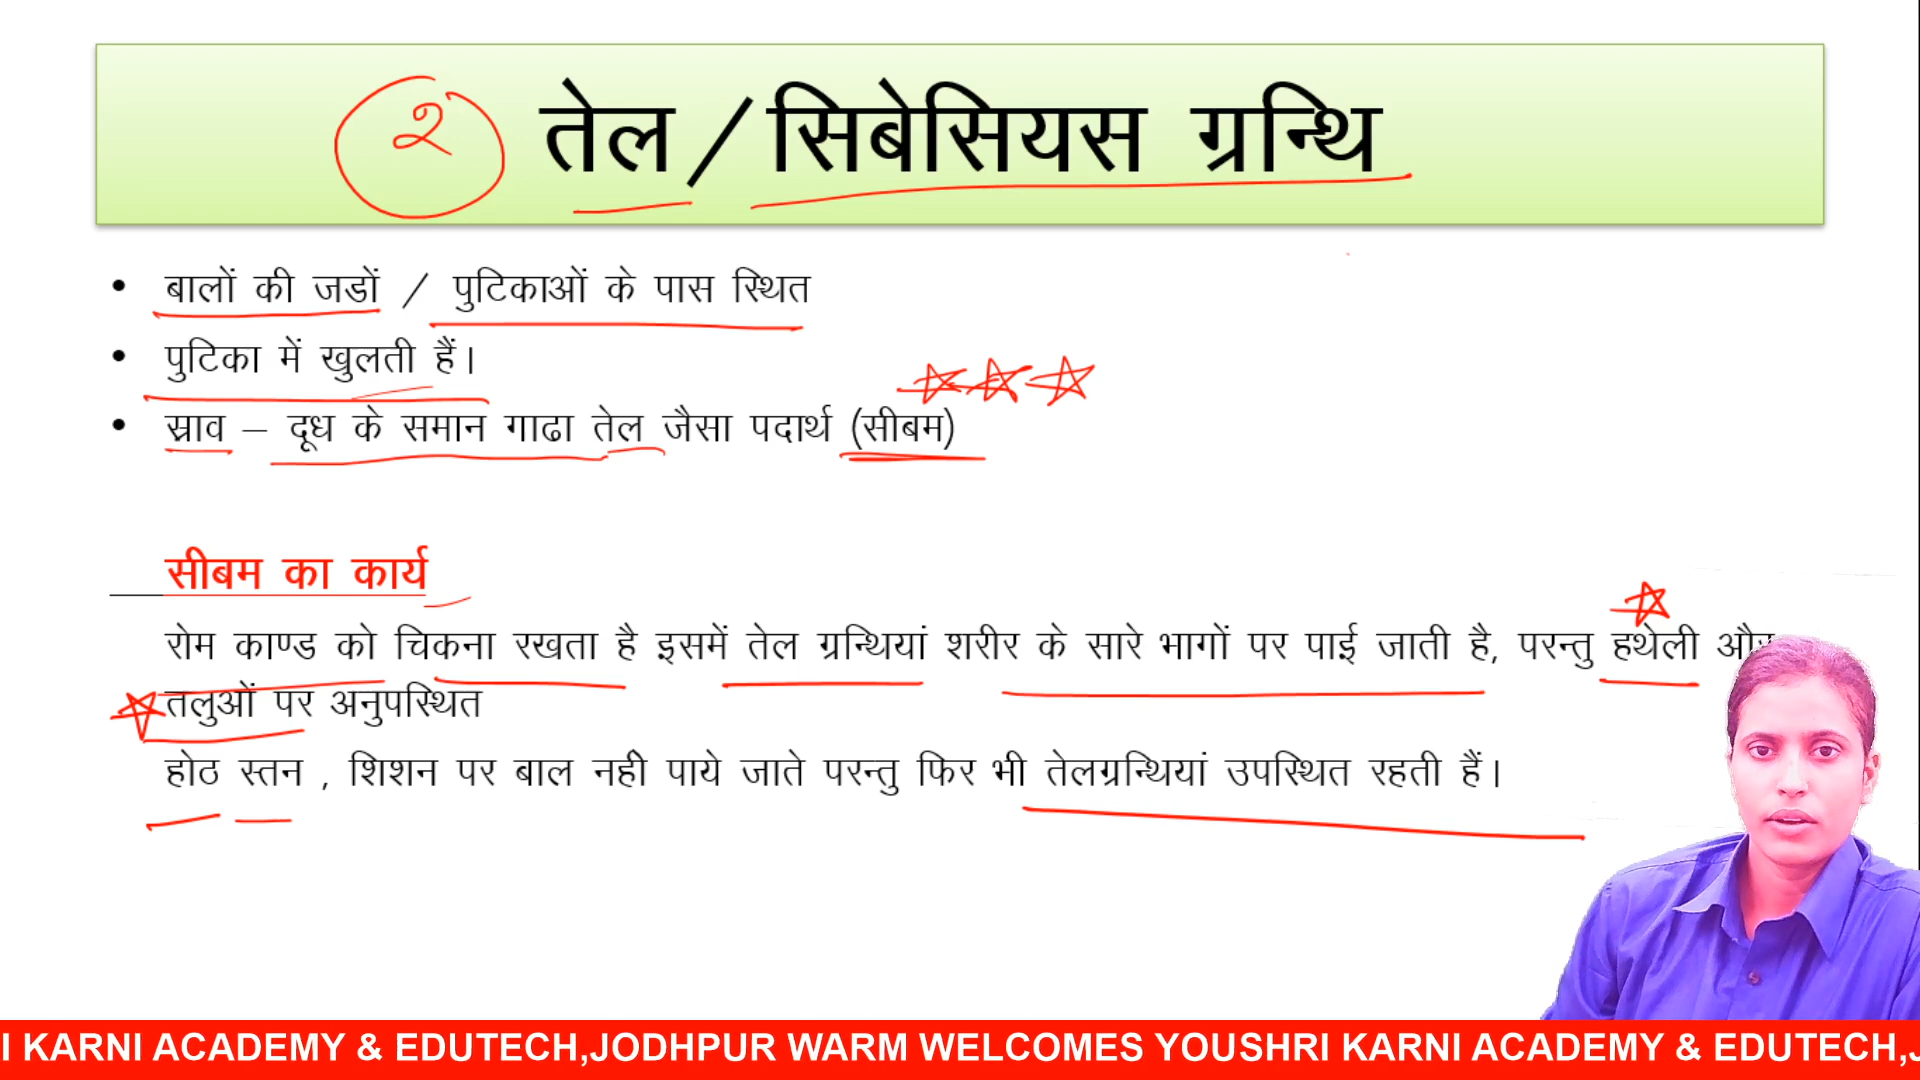 २ तेल/सिबेसियस ग्रन्थि
• बालों की जडों / पुटिकाओं के पास स्थित
• पुटिका में खुलती हैं।
• स्राव – दूध के समान गाढा तेल जैसा पदार्थ (सीबम)
सीबम का कार्य
रोम काण्ड को चिकना रखता है इसमें तेल ग्रन्थियां शरीर के सारे भागों पर पाई जाती है, परन्तु हथेली और
तलुओं पर अनुपस्थित
होठ स्तन , शिशन पर बाल नही पाये जाते परन्तु फिर भी तेलग्रन्थियां उपस्थित रहती हैं।
I KARNI ACADEMY & EDUTECH,JODHPUR WARM WELCOMES YOUSHRI KARNI ACADEMY & EDUTECH,J